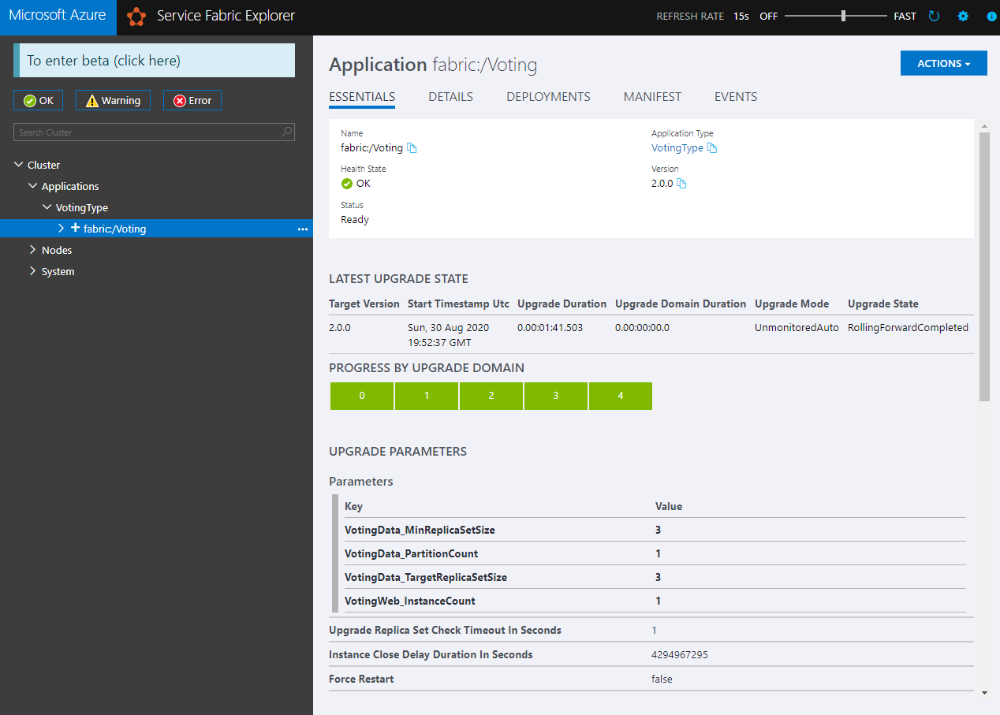 Microsoft Azure
Service Fabric Explorer
REFRESH RATE 15s OFF FAST
To enter beta (click here)
OK Warning Error
Search Cluster
Cluster
Applications
VotingType
fabric:/Voting
Nodes
System
Application fabric:/Voting
ACTIONS
ESSENTIALS DETAILS DEPLOYMENTS MANIFEST EVENTS
Name
fabric:/Voting
Application Type
VotingType
Health State
OK
Version
2.0.0
Status
Ready
LATEST UPGRADE STATE
Target Version Start Timestamp Utc Upgrade Duration Upgrade Domain Duration Upgrade Mode Upgrade State
2.0.0 Sun, 30 Aug 2020 0.00:01:41.503 0.00:00:00.0 UnmonitoredAuto RollingForwardCompleted
19:52:37 GMT
PROGRESS BY UPGRADE DOMAIN
0 1 2 3 4
UPGRADE PARAMETERS
Parameters
Key Value
VotingData_MinReplicaSetSize 3
VotingData_PartitionCount 1
VotingData_TargetReplicaSetSize 3
VotingWeb_InstanceCount 1
Upgrade Replica Set Check Timeout In Seconds 1
Instance Close Delay Duration In Seconds 4294967295
Force Restart false